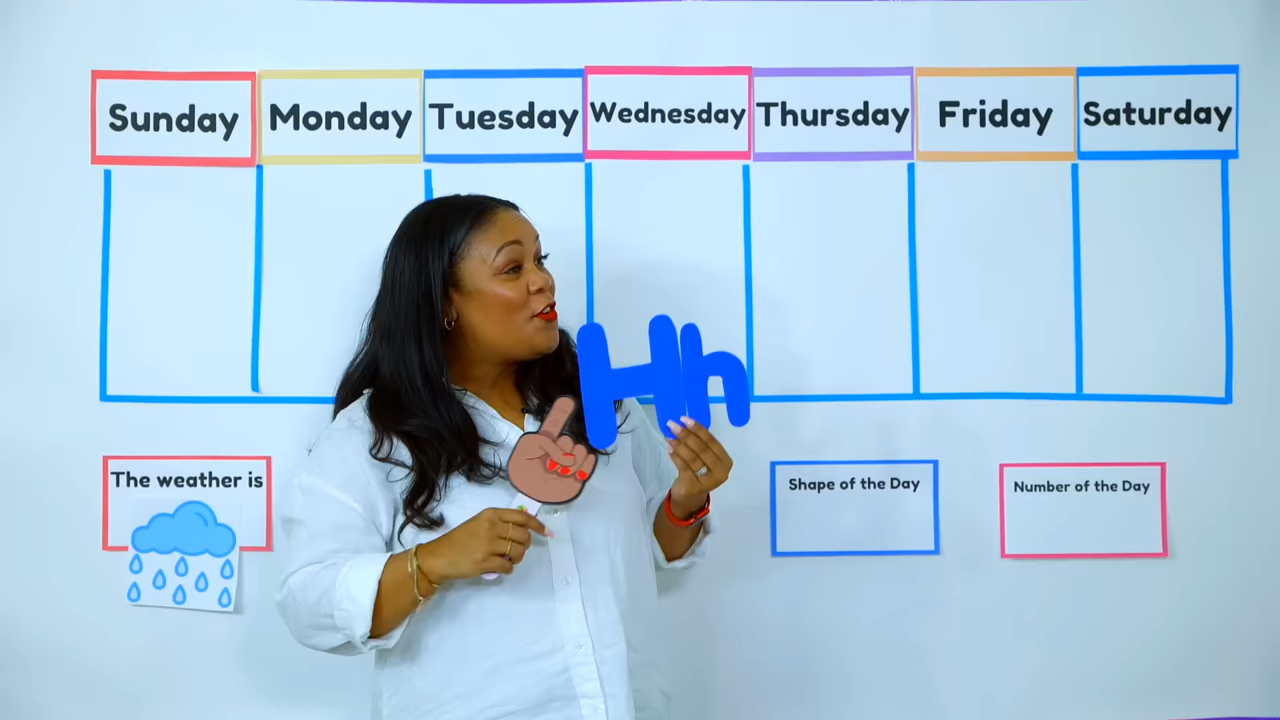 Sunday Monday Tuesday Wednesday Thursday Friday Saturday
Hh
The weather is
Shape of the Day
Number of the Day